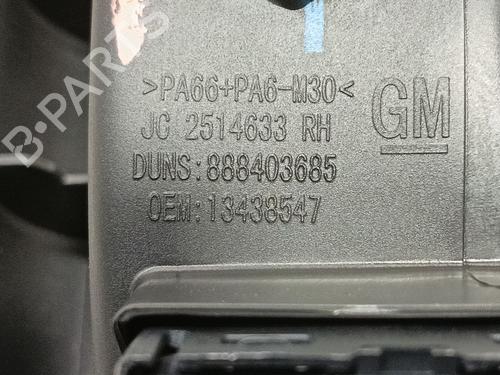 >PA66+PA6-M30<
JC 2514633 RH
GM
DUNS:888403685
OEM:13438547
B-PARTS